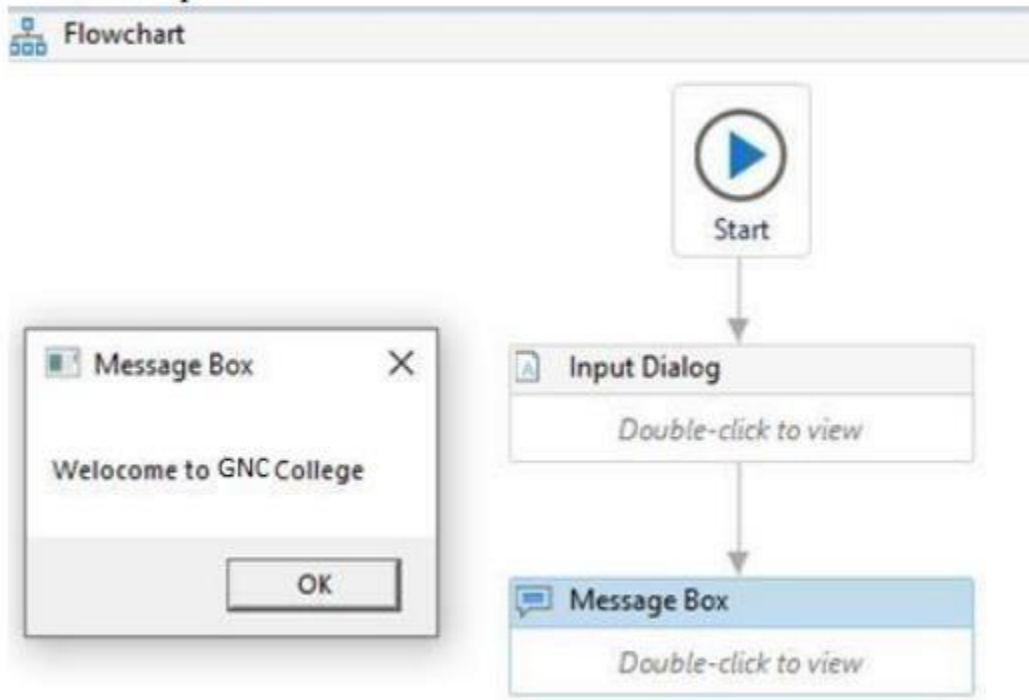 Flowchart
Start
Message Box
Welocome to GNC College
OK
Input Dialog
Double-click to view
Message Box
Double-click to view